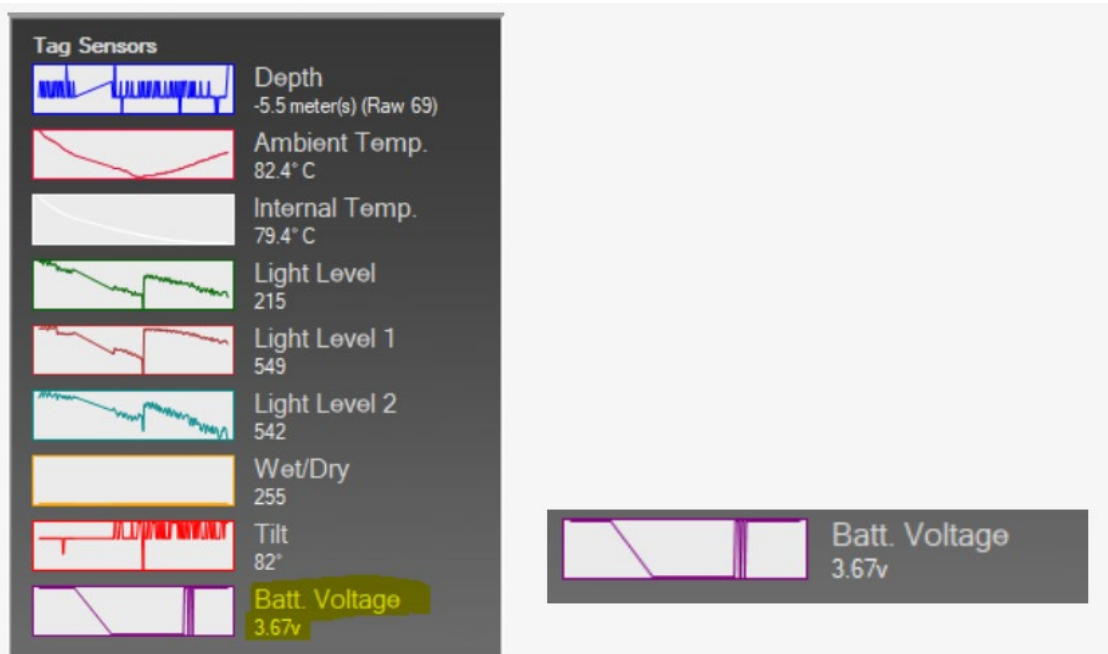 Tag Sensors
Depth
-5.5 meter(s) (Raw 69)
Ambient Temp.
82.4° C
Internal Temp.
79.4° C
Light Level
215
Light Level 1
549
Light Level 2
542
Wet/Dry
255
Tilt
82°
Batt. Voltage
3.67v
Batt. Voltage
3.67v